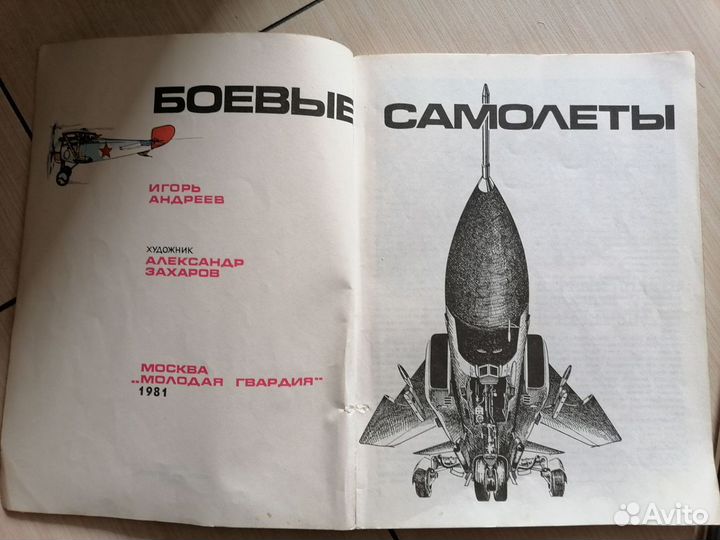 БОЕВЫЕ САМОЛЕТЫ
ИГОРЬ
АНДРЕЕВ
ХУДОЖНИК
АЛЕКСАНДР
ЗАХАРОВ
МОСКВА
„МОЛОДАЯ ГВАРДИЯ"
1981
Avito